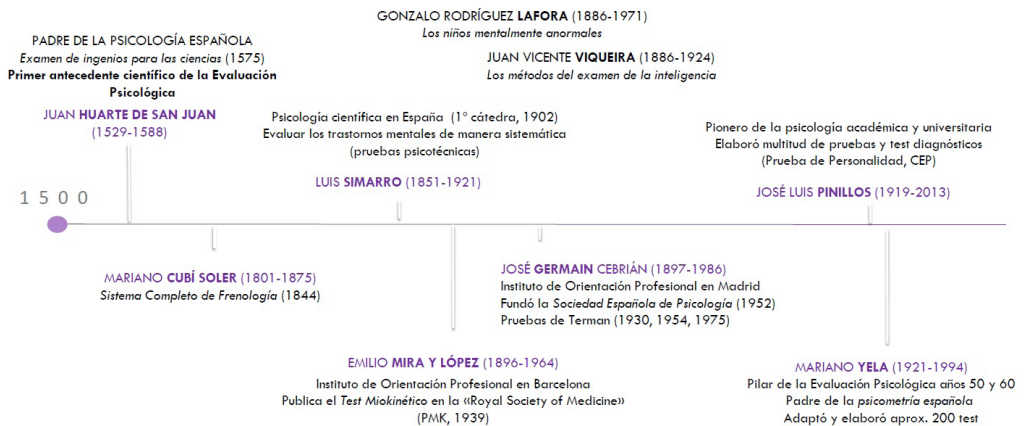 GONZALO RODRÍGUEZ LAFORA (1886-1971)
Los niños mentalmente anormales
JUAN VICENTE VIQUEIRA (1886-1924)
Los métodos del examen de la inteligencia
PADRE DE LA PSICOLOGÍA ESPAÑOLA
Examen de ingenios para las ciencias (1575)
Primer antecedente científico de la Evaluación
Psicológica
JUAN HUARTE DE SAN JUAN
(1529-1588)
Psicología científica en España (1° cátedra, 1902)
Evaluar los trastornos mentales de manera sistemática
(pruebas psicotécnicas)
LUIS SIMARRO (1851-1921)
Pionero de la psicología académica y universitaria
Elaboró multitud de pruebas y test diagnósticos
(Prueba de Personalidad, CEP)
JOSÉ LUIS PINILLOS (1919-2013)
1500
MARIANO CUBÍ SOLER (1801-1875)
Sistema Completo de Frenología (1844)
JOSÉ GERMAIN CEBRIÁN (1897-1986)
Instituto de Orientación Profesional en Madrid
Fundó la Sociedad Española de Psicología (1952)
Pruebas de Terman (1930, 1954, 1975)
EMILIO MIRA Y LÓPEZ (1896-1964)
Instituto de Orientación Profesional en Barcelona
Publica el Test Miokinético en la «Royal Society of Medicine»
(PMK, 1939)
MARIANO YELA (1921-1994)
Pilar de la Evaluación Psicológica años 50 y 60
Padre de la psicometría española
Adaptó y elaboró aprox. 200 test